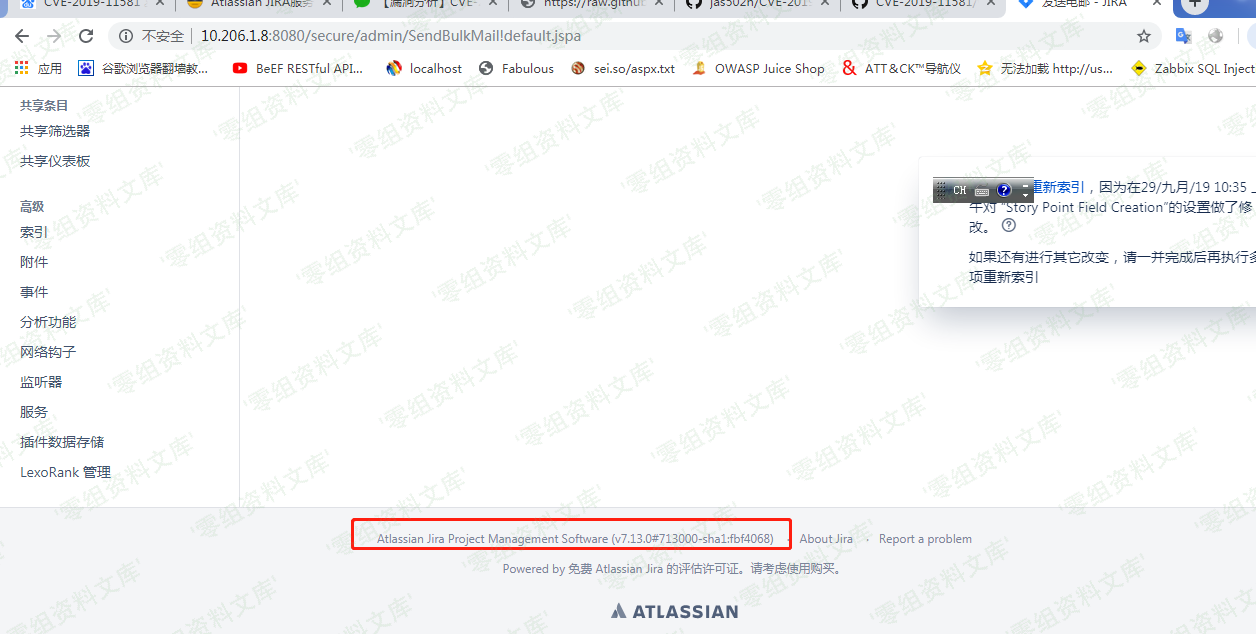 CVE-2019-11581
Atlassian JIRA服务
【漏洞分析】CVE-
https://raw.githu
jas502n/CVE-2019
CVE-2019-11581/
发送电邮 - JIRA
不安全 | 10.206.1.8:8080/secure/admin/SendBulkMail!default.jspa
应用 谷歌浏览器翻墙教... BeEF RESTful API... localhost Fabulous sei.so/aspx.txt OWASP Juice Shop ATT&CK™导航仪 无法加载 http://us... Zabbix SQL Inject
共享条目
共享筛选器
共享仪表板
高级
索引
附件
事件
分析功能
网络钩子
监听器
服务
插件数据存储
LexoRank 管理
CH
重新索引，因为在29/九月/19 10:35 上
午对 “Story Point Field Creation”的设置做了修
改。
如果还有进行其它改变，请一并完成后再执行多
项重新索引
Atlassian Jira Project Management Software (v7.13.0#713000-sha1:fbf4068) · About Jira · Report a problem
Powered by 免费 Atlassian Jira 的评估许可证。请考虑使用购买。
ATLASSIAN
零组资料文库